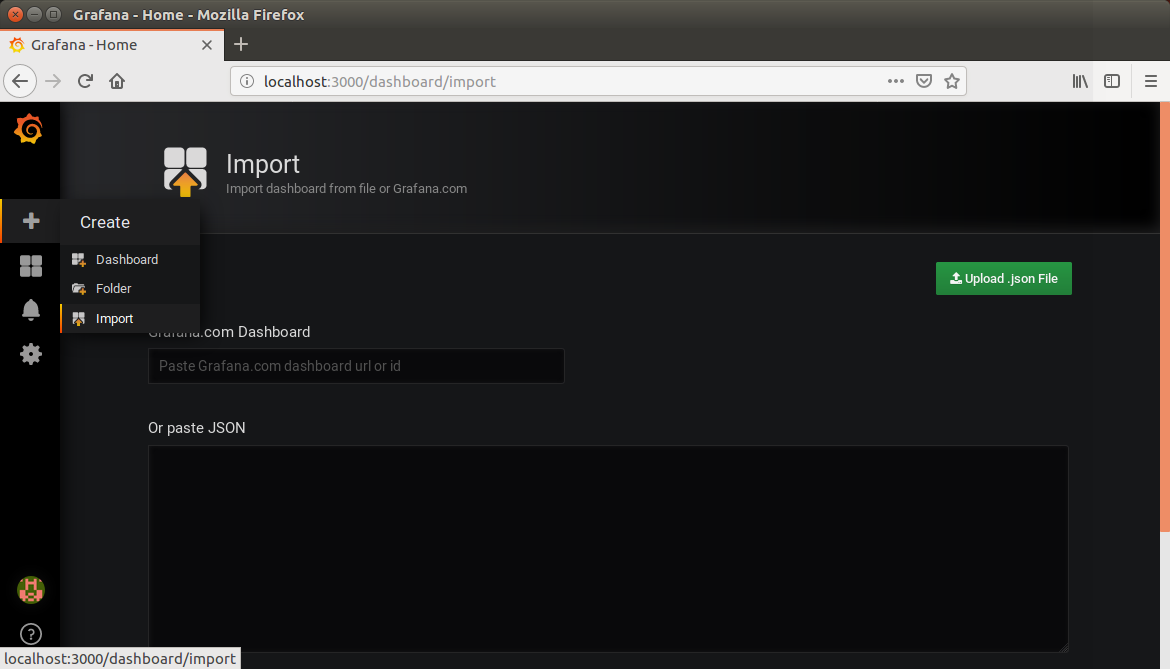 Grafana - Home - Mozilla Firefox
Grafana - Home
localhost:3000/dashboard/import
Import
Import dashboard from file or Grafana.com
Create
Dashboard
Folder
Import
Upload .json File
Grafana.com Dashboard
Paste Grafana.com dashboard url or id
Or paste JSON
localhost:3000/dashboard/import